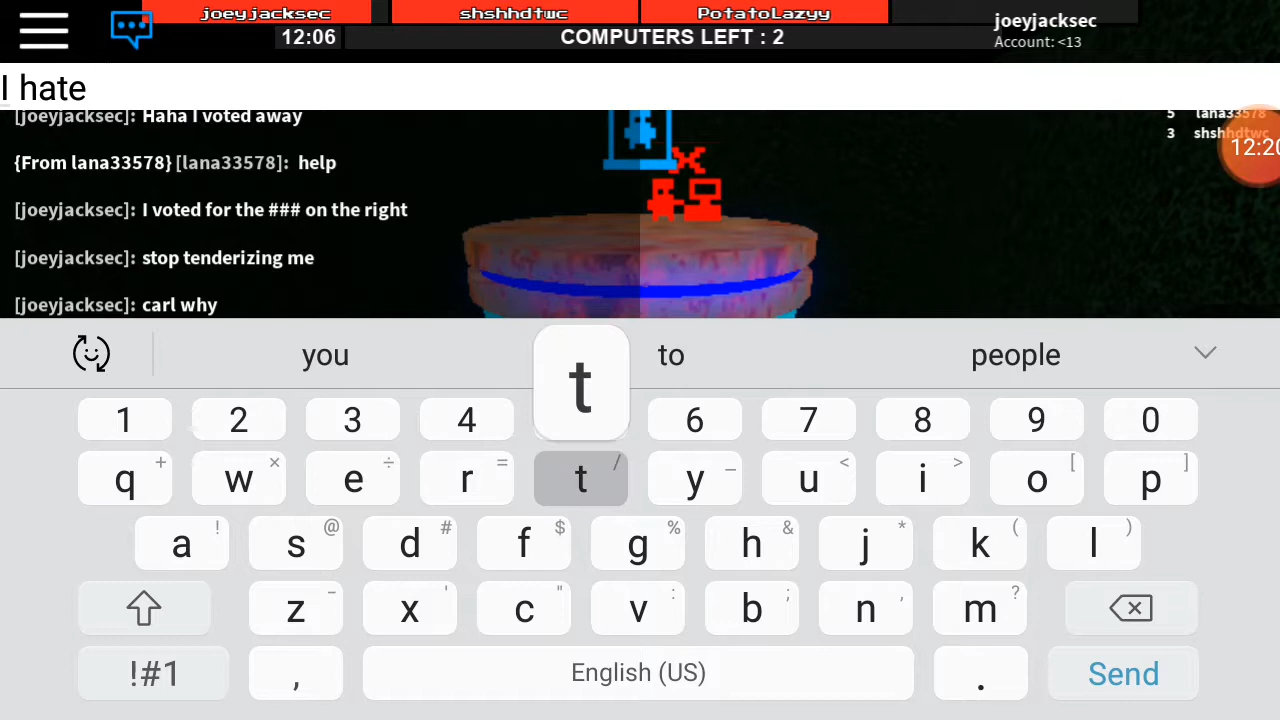 joeyjacksec shshhdtwc PotatoLazyy
joeyjacksec
12:06 COMPUTERS LEFT : 2
Account: <13
I hate
[joeyjacksec]: Haha I voted away
5 lana33578
3 shshhdtwc
12:20
{From lana33578} [lana33578]: help
[joeyjacksec]: I voted for the ### on the right
[joeyjacksec]: stop tenderizing me
[joeyjacksec]: carl why
you to people
t
1 2 3 4 6 7 8 9 0
q + w × e ÷ r = t / y _ u < i > o [ p ]
a ! s @ d # f $ g % h & j * k ( l )
z - x ' c " v : b ; n , m ?
!#1 , English (US) . Send